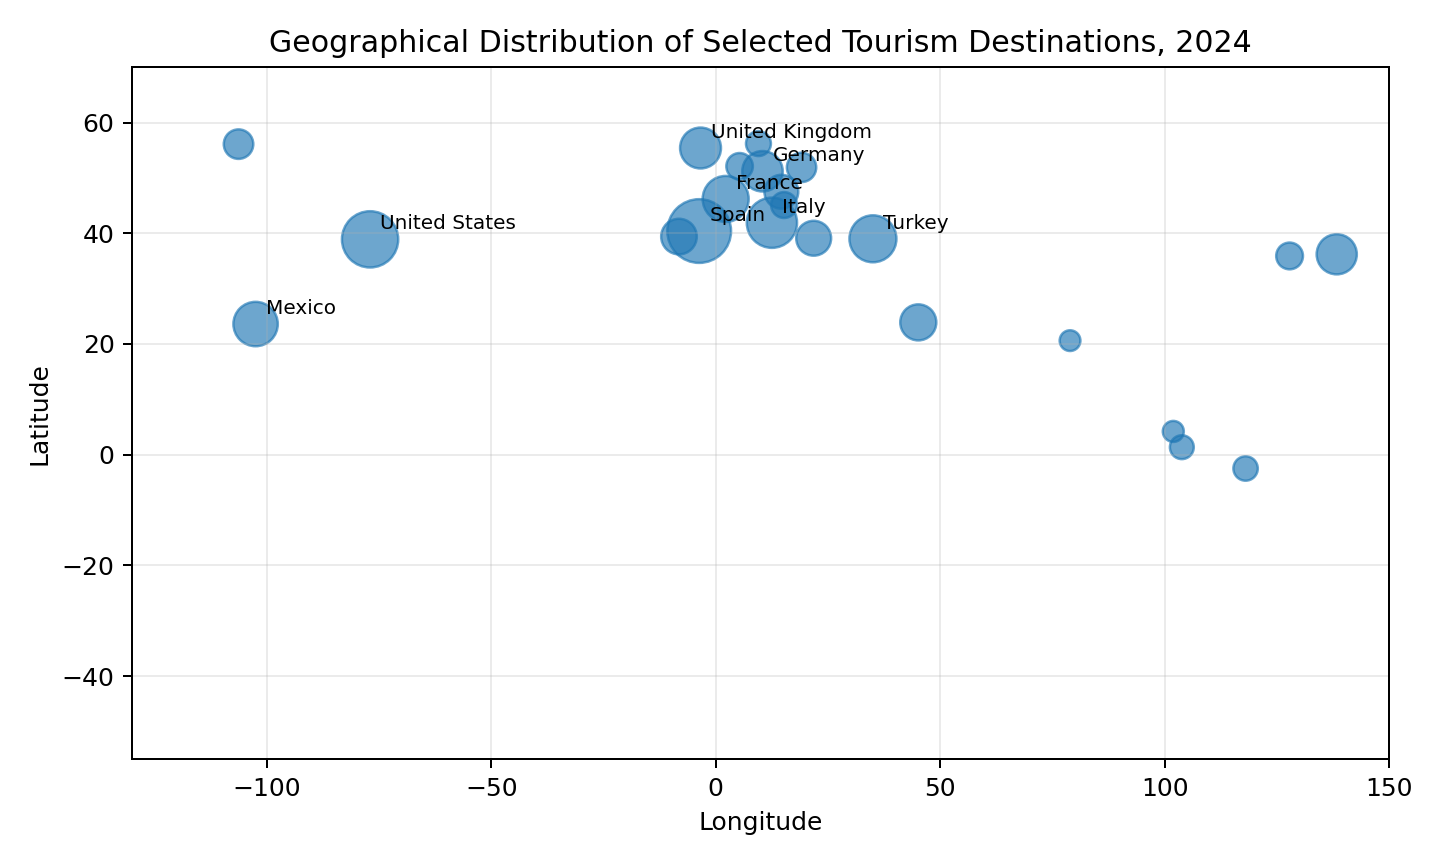 Geographical Distribution of Selected Tourism Destinations, 2024
Latitude
60
40
20
0
−20
−40
United Kingdom
Germany
France
Italy
Spain
United States
Turkey
Mexico
−100
−50
0
50
100
150
Longitude